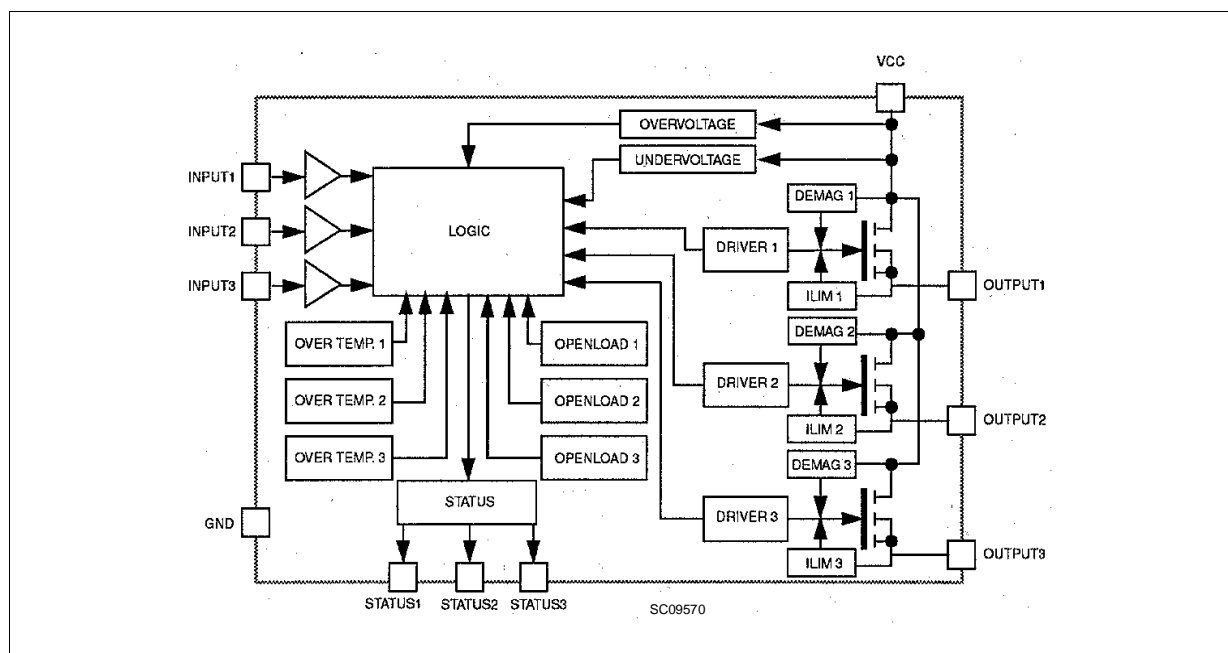 VCC
OVERVOLTAGE
UNDERVOLTAGE
INPUT1
INPUT2
INPUT3
LOGIC
DEMAG 1
DRIVER 1
ILIM 1
OUTPUT1
OVER TEMP. 1
OVER TEMP. 2
OVER TEMP. 3
OPENLOAD 1
OPENLOAD 2
OPENLOAD 3
DEMAG 2
DRIVER 2
ILIM 2
OUTPUT2
DEMAG 3
DRIVER 3
ILIM 3
OUTPUT3
GND
STATUS
STATUS1
STATUS2
STATUS3
SC09570